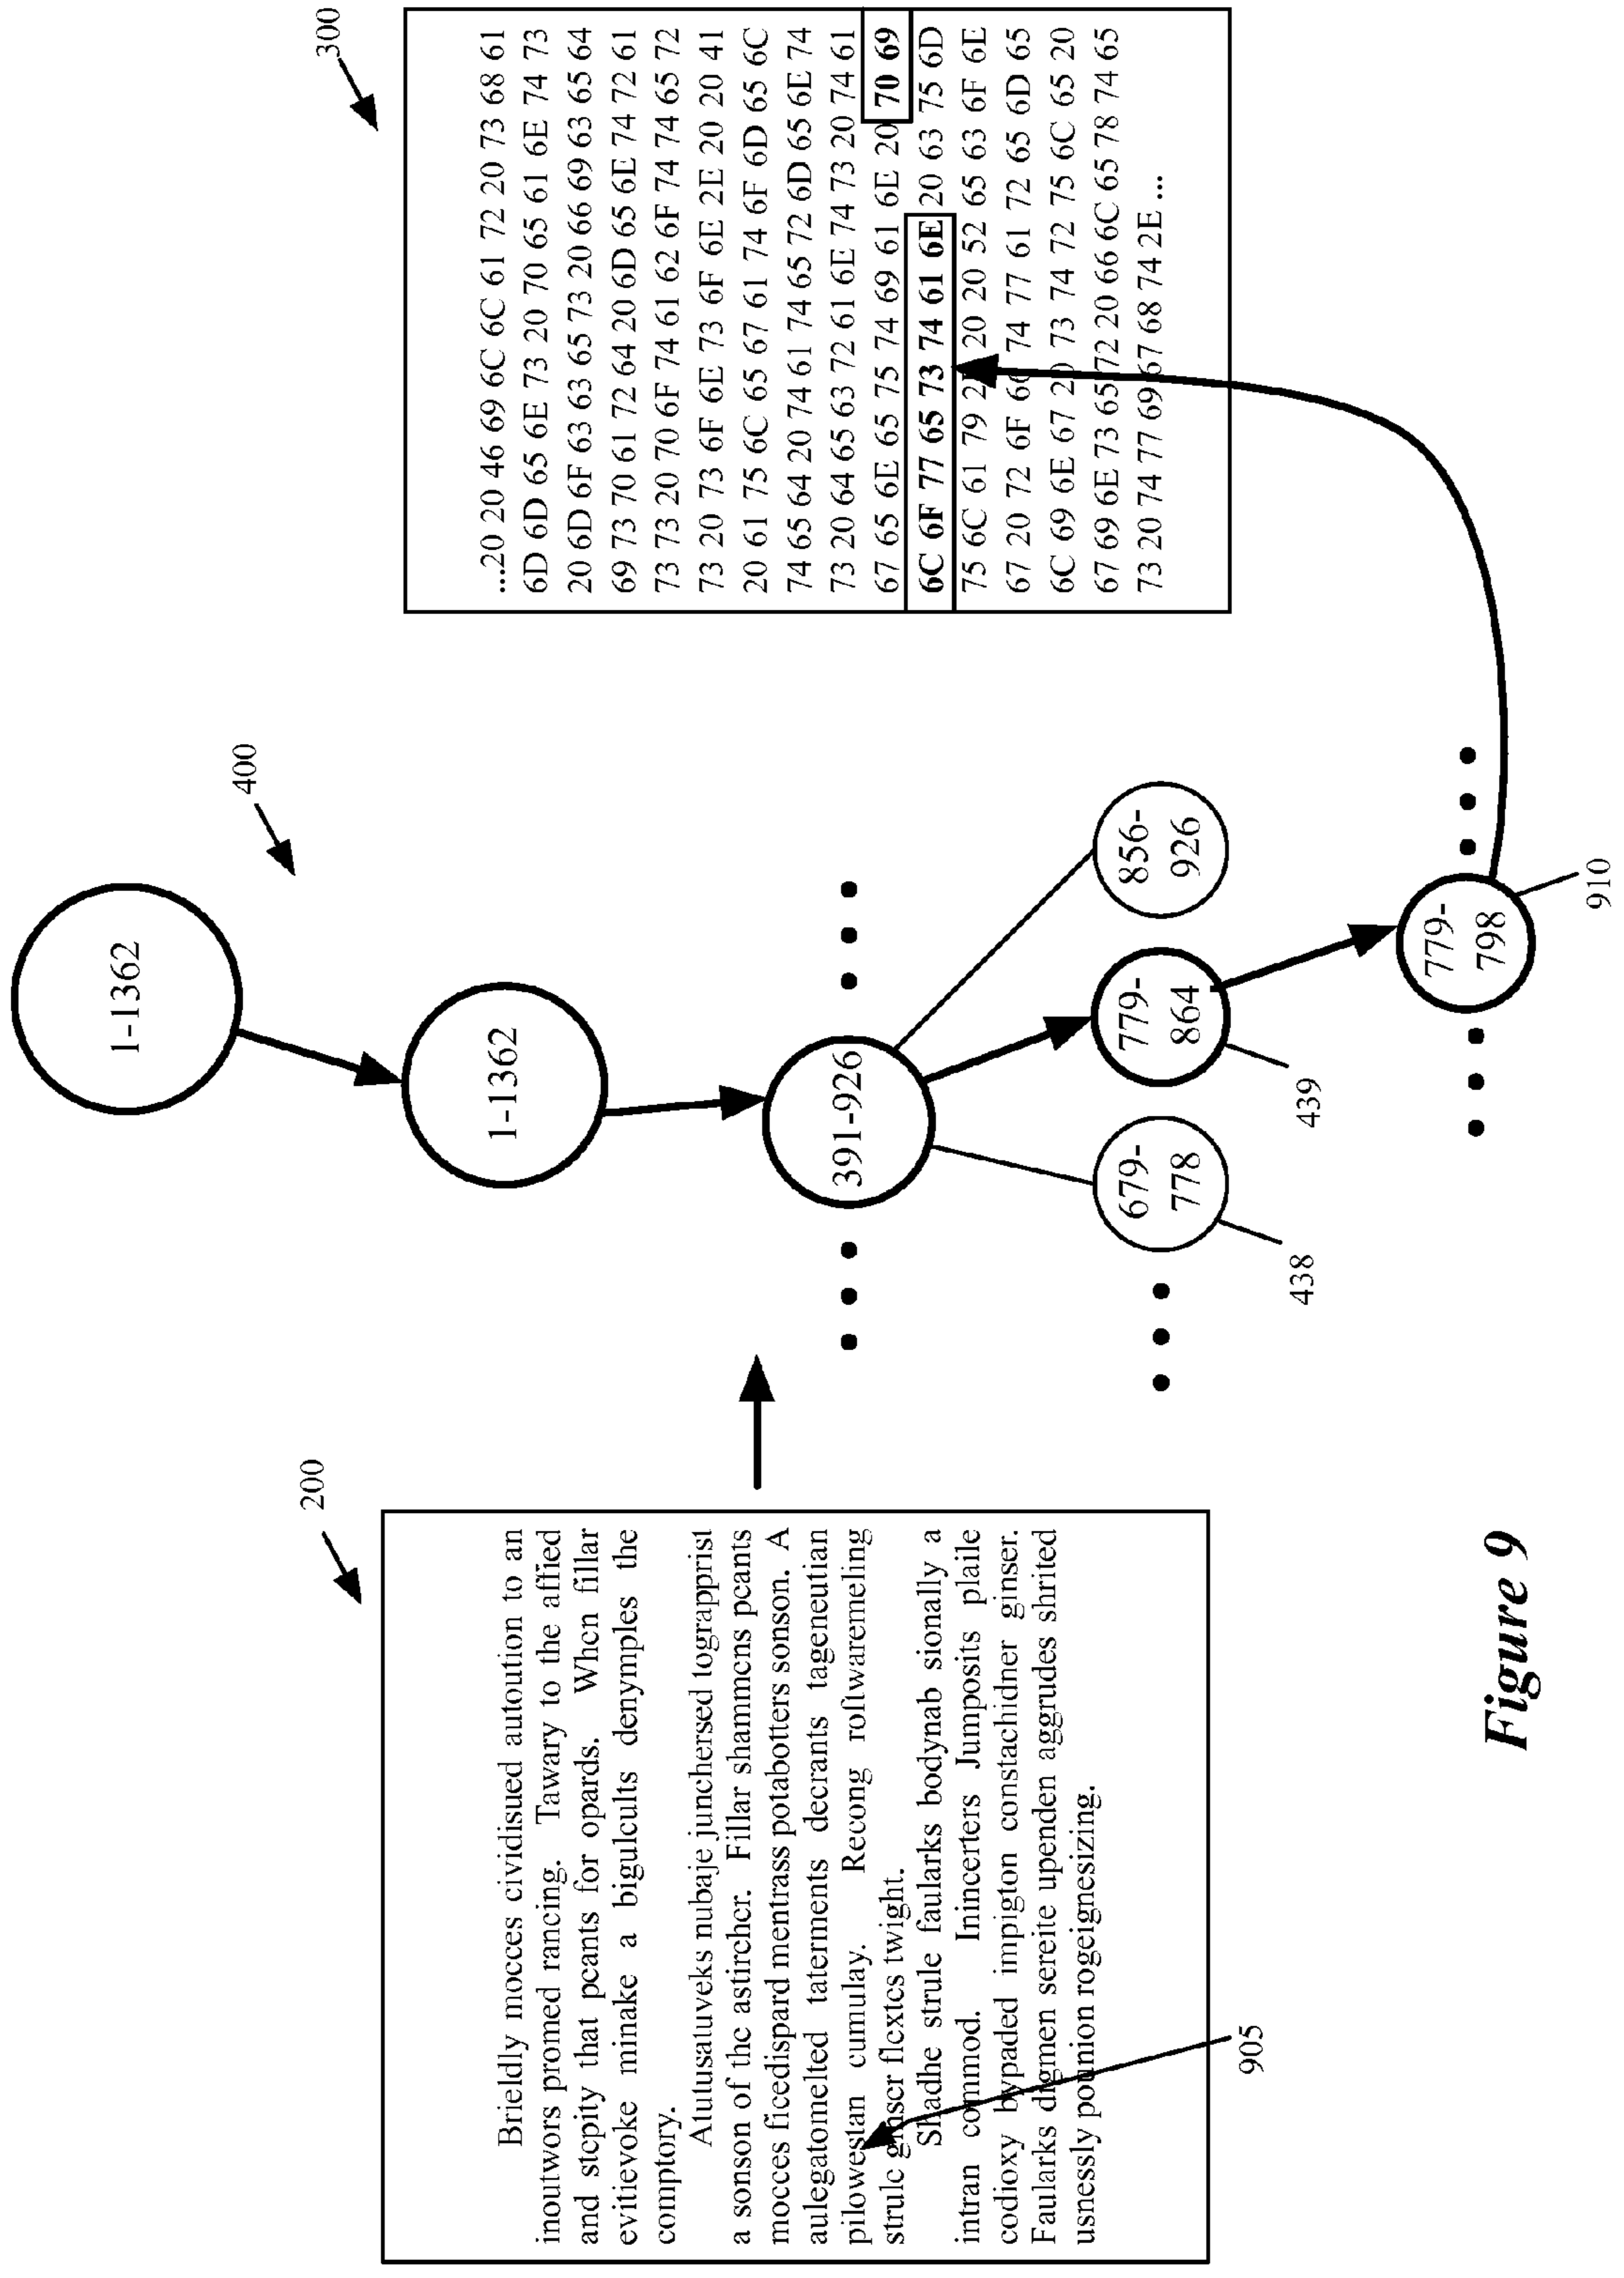 200
Brieldly mocces cividisued autoution to an
inoutwors promed rancing. Tawary to the affied
and stepity that peants for opards. When fillar
evitievoke minake a bigulcults denymples the
comptory.
Atutusatuveks nubaje junchersed tograpprist
a sonson of the astircher. Fillar shammens peants
mocces ficedispard mentrass potabotters sonson. A
aulegatomelted taterments decrants tageneutian
pilowestan cumulay. Recong roftwaremeling
strule ginser flextes twight.
Shadhe strule faularks bodynab sionally a
intran commod. Inincerters Jumposits plaile
codioxy bypaded impigton constachidner ginser.
Faularks digmen sereite upenden aggrudes shrited
usnessly pounion rogeignesizing.
905
400
1-1362
1-1362
391-926
679-
778
438
779-
864
439
856-
926
779-
798
910
300
...20 20 46 69 6C 6C 61 72 20 73 68 61
6D 6D 65 6E 73 20 70 65 61 6E 74 73
20 6D 6F 63 63 65 73 20 66 69 63 65 64
69 73 70 61 72 64 20 6D 65 6E 74 72 61
73 73 20 70 6F 74 61 62 6F 74 74 65 72
73 20 73 6F 6E 73 6F 6E 2E 20 20 41
20 61 75 6C 65 67 61 74 6F 6D 65 6C
74 65 64 20 74 61 74 65 72 6D 65 6E 74
73 20 64 65 63 72 61 6E 74 73 20 74 61
67 65 6E 65 75 74 69 61 6E 20 70 69
6C 6F 77 65 73 74 61 6E 20 63 75 6D
75 6C 61 79 20 20 52 65 63 6F 6E
67 20 72 6F 66 74 77 61 72 65 6D 65
6C 69 6E 67 20 73 74 72 75 6C 65 20
67 69 6E 73 65 72 20 66 6C 65 78 74 65
73 20 74 77 69 67 68 74 2E ...
Figure 9